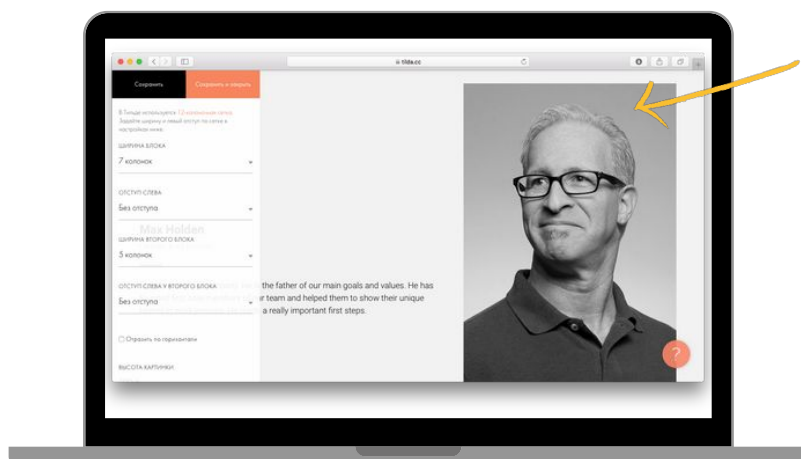 tilda.cc
Сохранить
Сохранить и закрыть
В Тильде используется 12-колоночная сетка.
Задайте ширину и левый отступ по сетке в
настройках ниже.
ШИРИНА БЛОКА
7 колонок
ОТСТУП СЛЕВА
Без отступа
Max Holden
ШИРИНА ВТОРОГО БЛОКА
5 колонок
ОТСТУП СЛЕВА У ВТОРОГО БЛОКА
the father of our main goals and values. He has
Без отступа
team and helped them to show their unique
a really important first steps.
Отразить по горизонтали
ВЫСОТА КАРТИНКИ
?